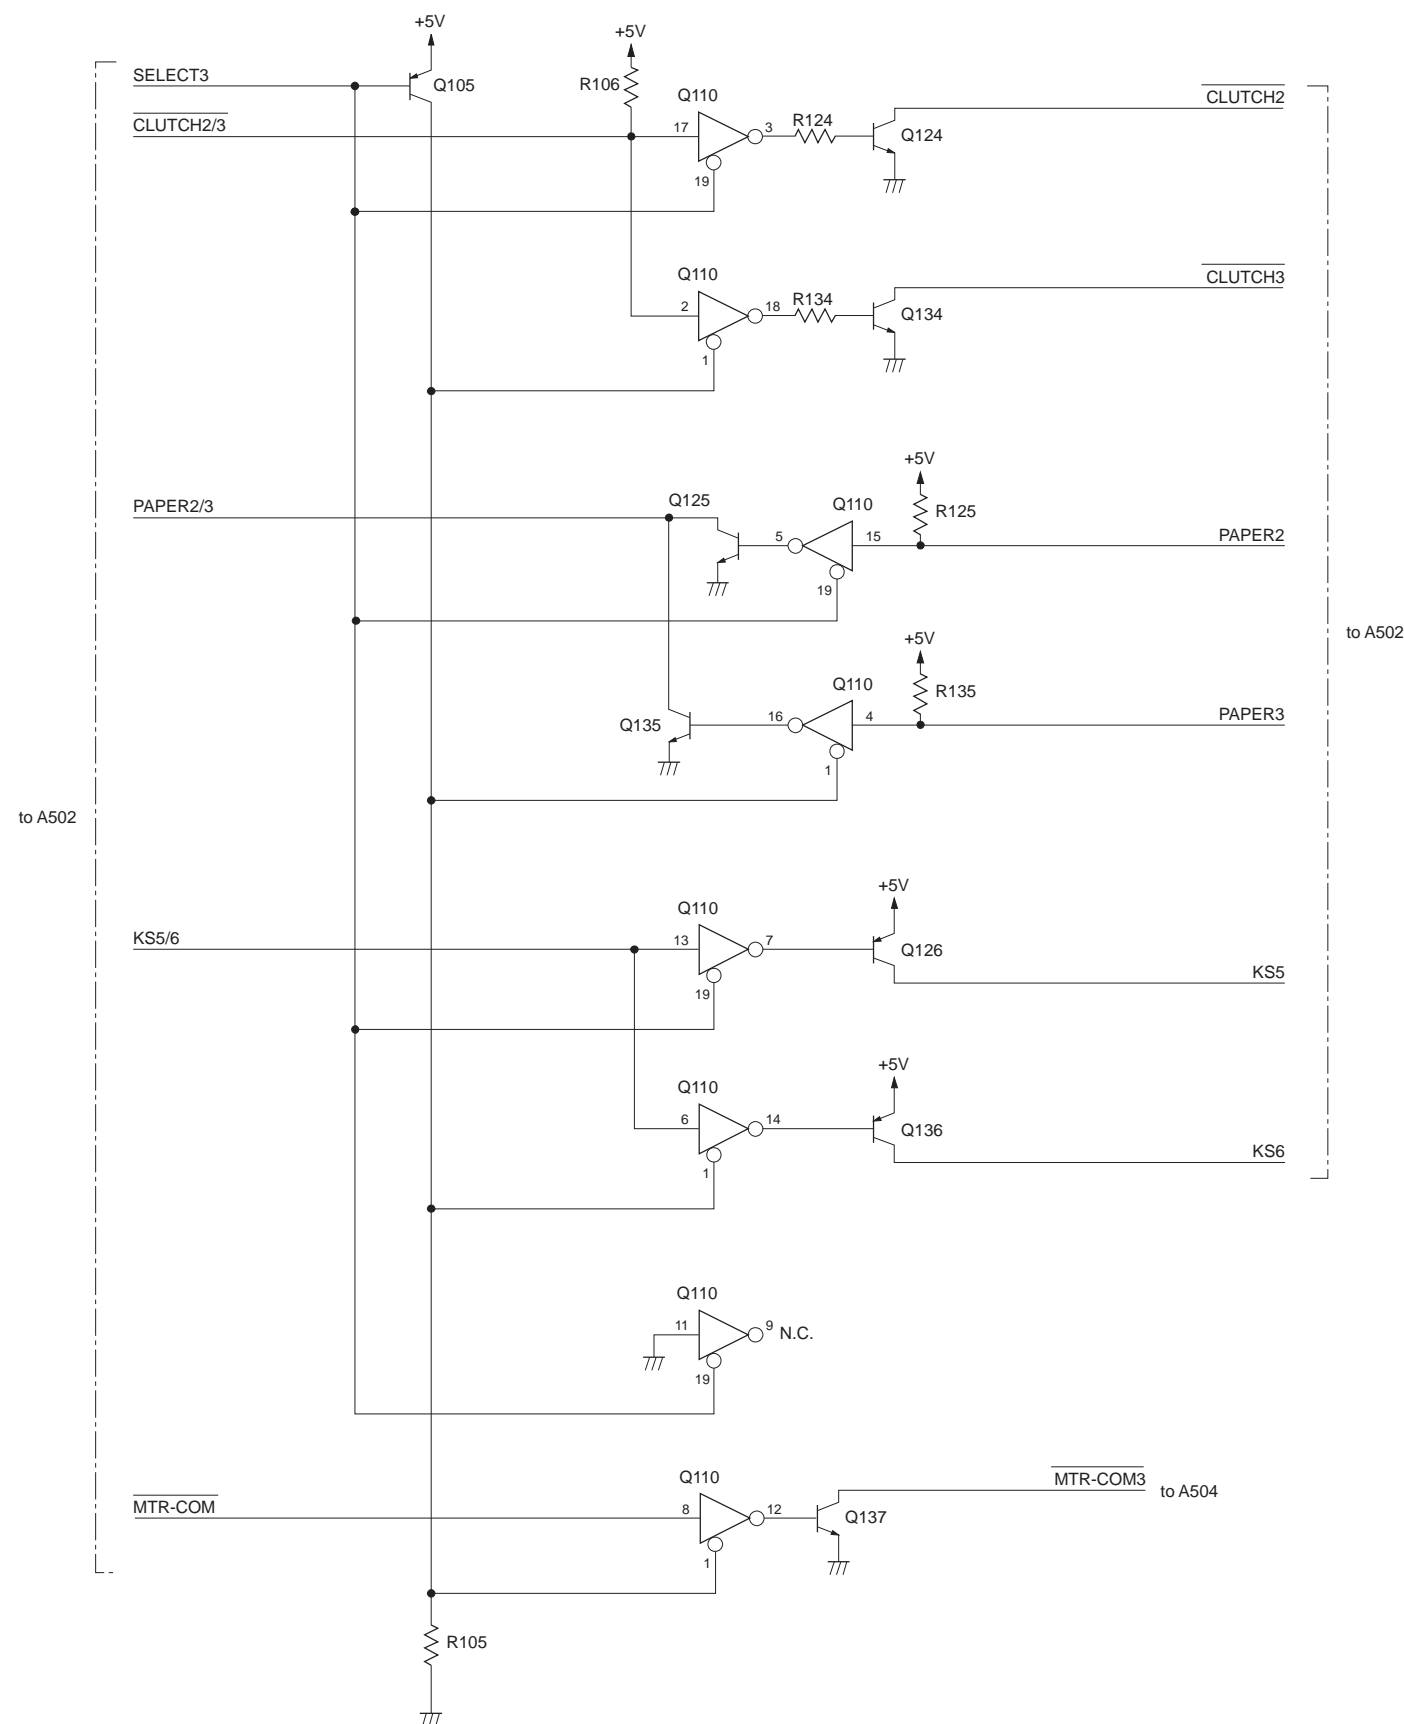 +5V
+5V
SELECT3
Q105
R106
Q110
CLUTCH2
CLUTCH2/3
17
3
R124
Q124
19
Q110
CLUTCH3
2
18
R134
Q134
1
+5V
PAPER2/3
Q125
Q110
R125
5
15
PAPER2
19
+5V
to A502
Q110
R135
Q135
16
4
PAPER3
1
to A502
+5V
Q110
KS5/6
13
7
Q126
KS5
19
+5V
Q110
6
14
Q136
KS6
1
Q110
11
9
N.C.
19
Q110
MTR-COM3
to A504
MTR-COM
8
12
Q137
1
R105